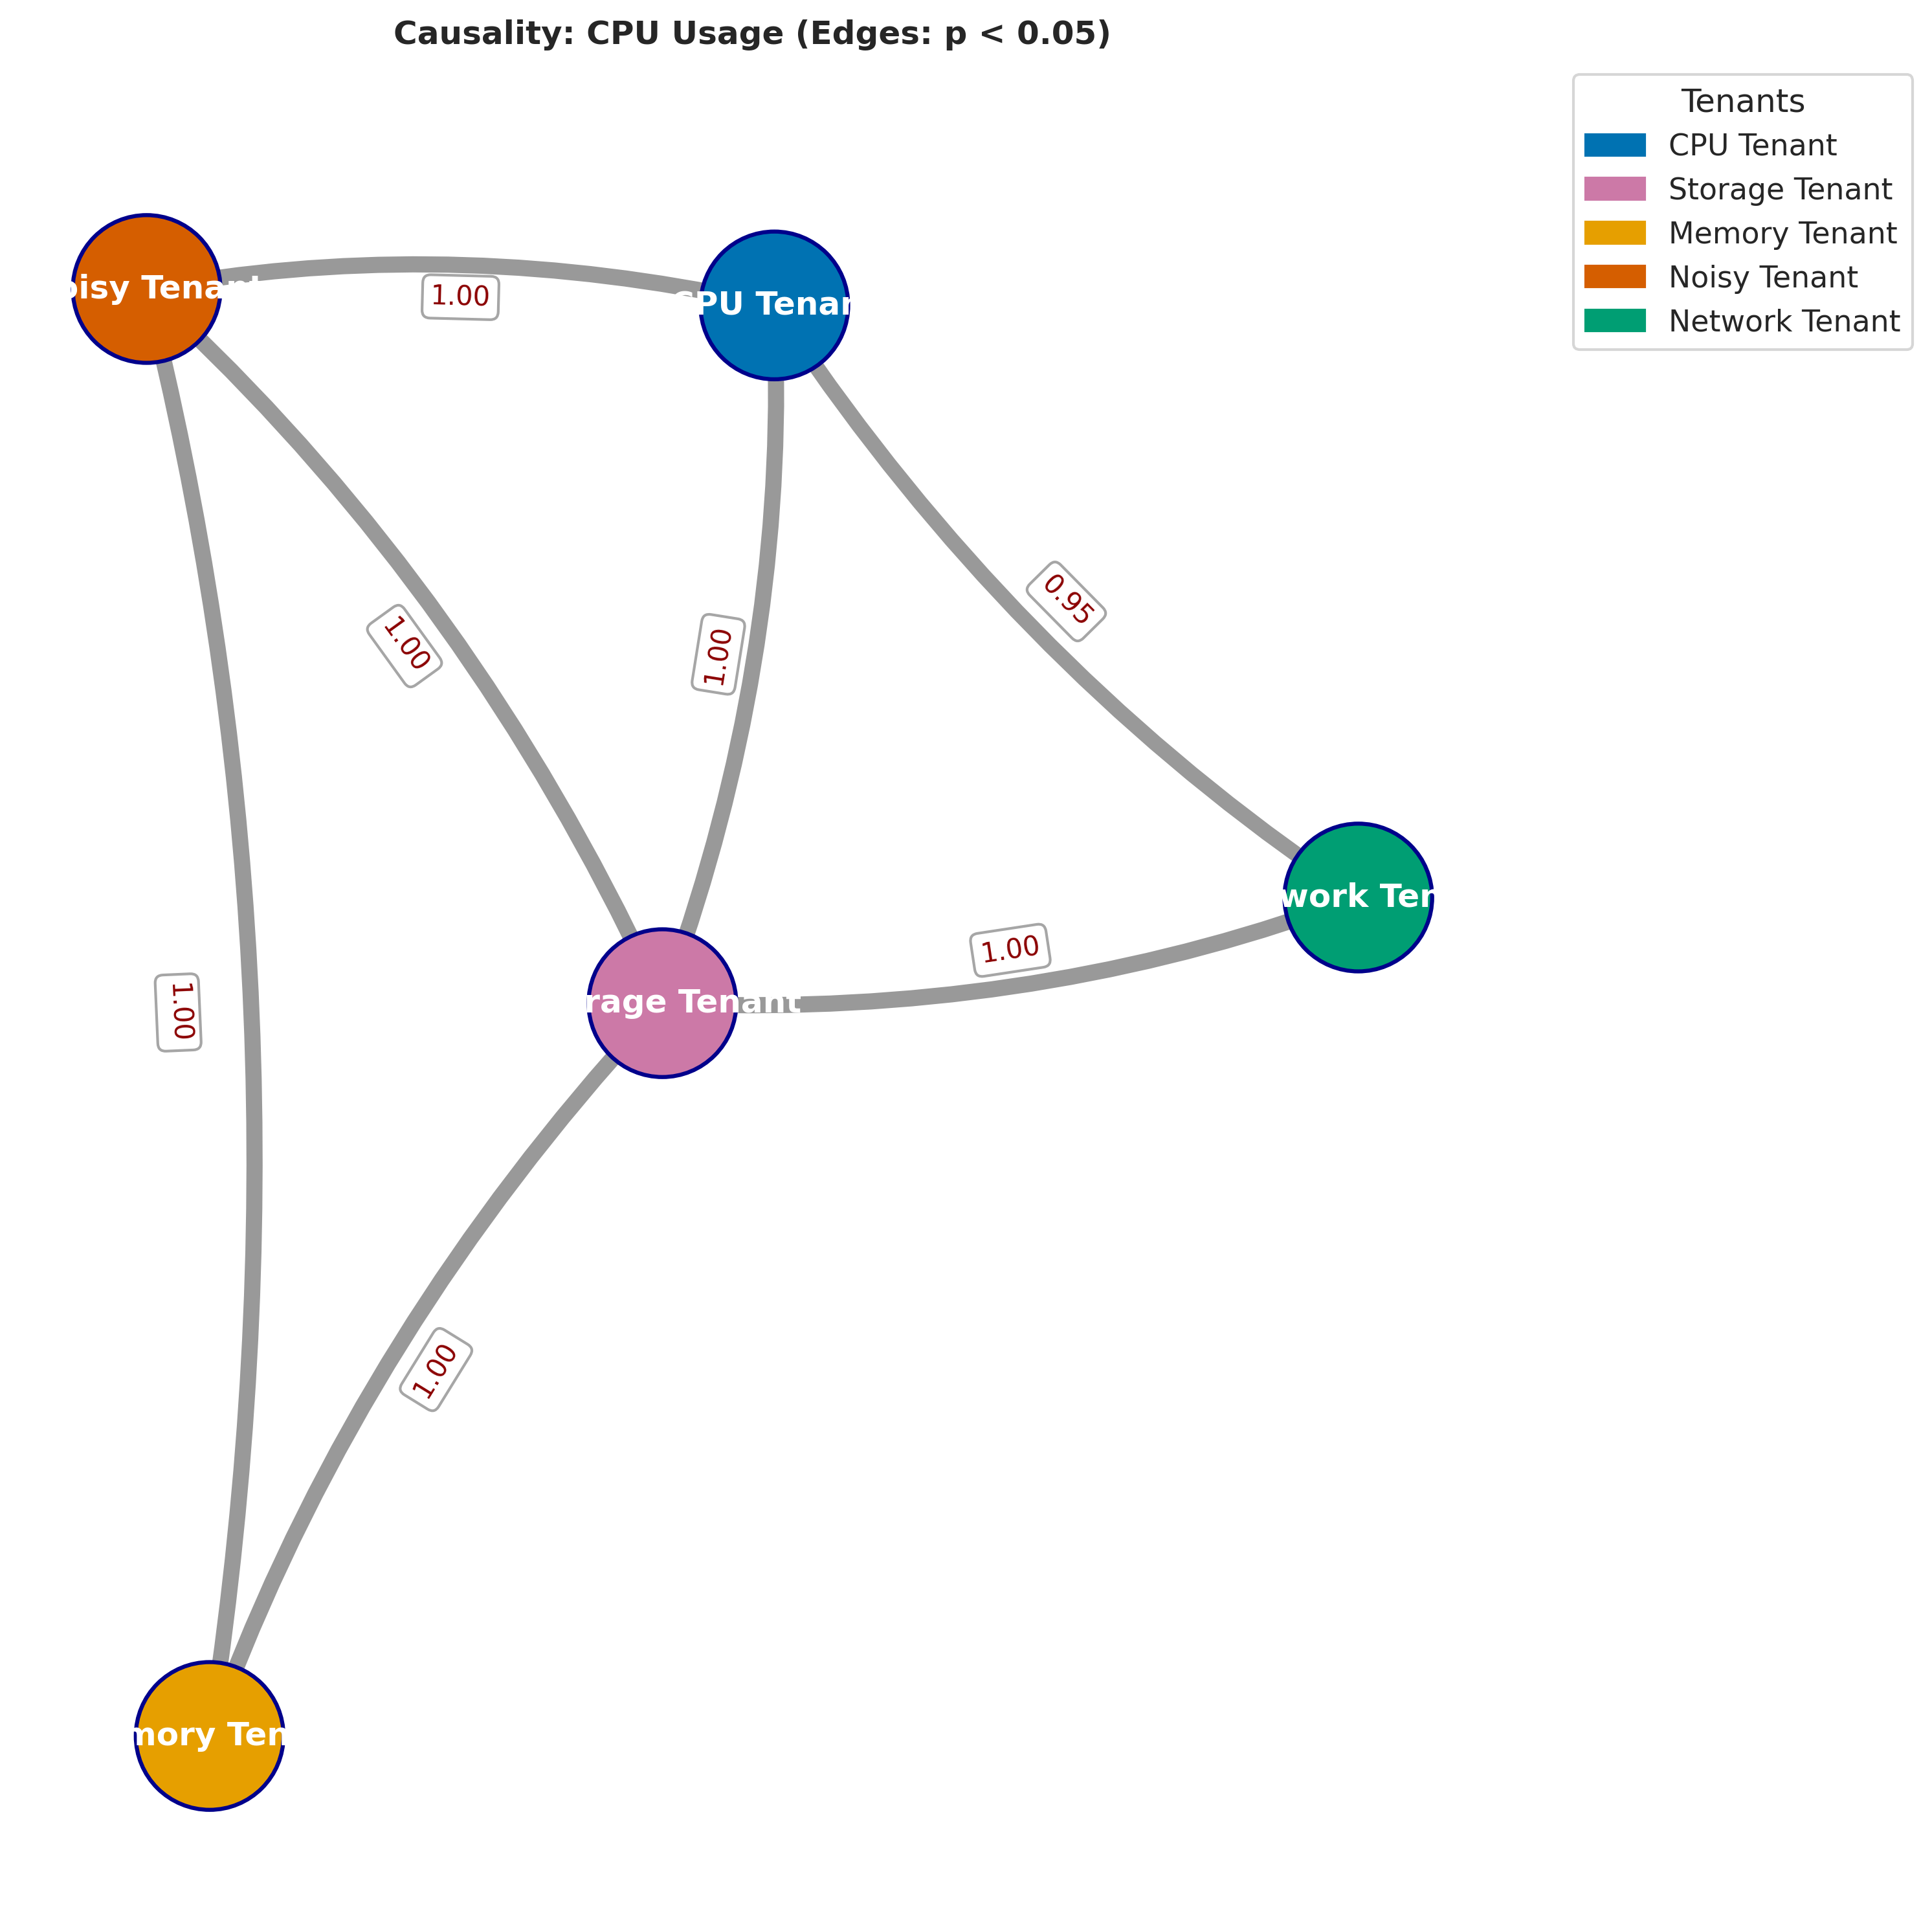 Causality: CPU Usage (Edges: p < 0.05)
Tenants
CPU Tenant
Storage Tenant
Memory Tenant
Noisy Tenant
Network Tenant
oisy Tenant
1.00
CPU Tenan
0.95
1.00
1.00
work Ten
1.00
rage Tenant
1.00
1.00
mory Ten